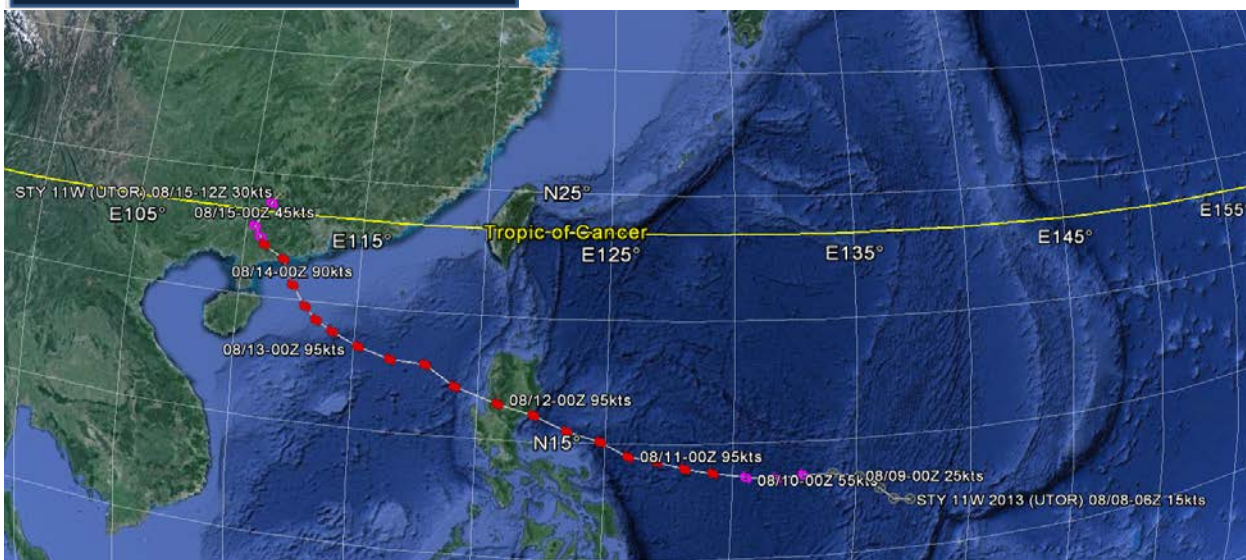 N25°
STY 11W (UTOR) 08/15-12Z 30kts
E105°
08/15-00Z 45kts
E155°
E115°
Tropic of Cancer
E145°
E125°
E135°
08/14-00Z 90kts
08/13-00Z 95kts
08/12-00Z 95kts
N15°
08/11-00Z 95kts
08/10-00Z 55kts
08/09-00Z 25kts
STY 11W 2013 (UTOR) 08/08-06Z 15kts